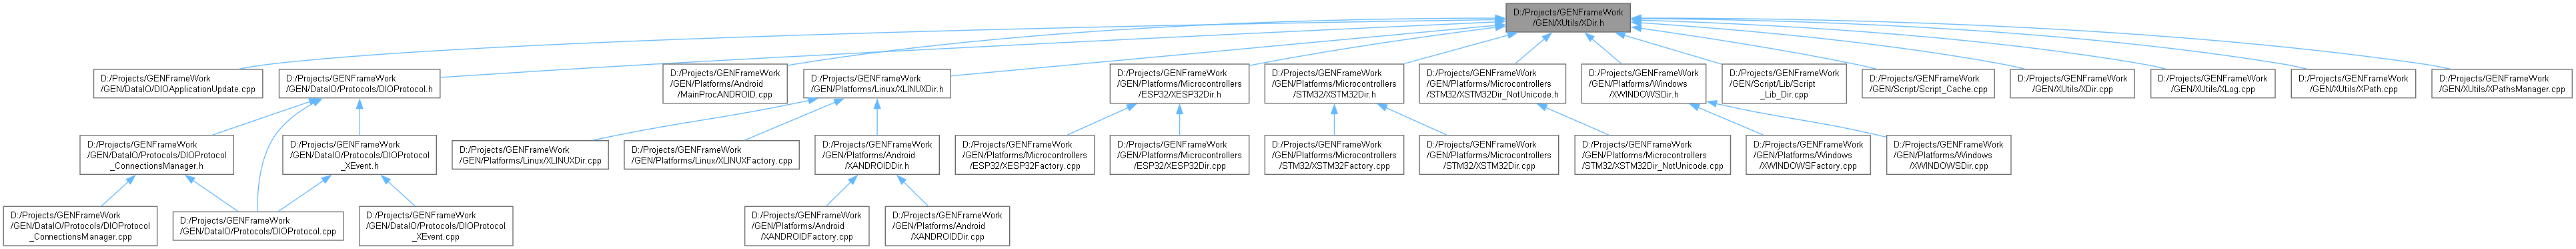 D:/Projects/GENFrameWork
/GEN/XUtils/XDir.h
D:/Projects/GENFrameWork
/GEN/DataIO/DIOApplicationUpdate.cpp
D:/Projects/GENFrameWork
/GEN/DataIO/Protocols/DIOProtocol.h
D:/Projects/GENFrameWork
/GEN/Platforms/Android
/MainProcANDROID.cpp
D:/Projects/GENFrameWork
/GEN/Platforms/Linux/XLINUXDir.h
D:/Projects/GENFrameWork
/GEN/Platforms/Microcontrollers
/ESP32/XESP32Dir.h
D:/Projects/GENFrameWork
/GEN/Platforms/Microcontrollers
/STM32/XSTM32Dir.h
D:/Projects/GENFrameWork
/GEN/Platforms/Microcontrollers
/STM32/XSTM32Dir_NotUnicode.h
D:/Projects/GENFrameWork
/GEN/Platforms/Windows
/XWINDOWSDir.h
D:/Projects/GENFrameWork
/GEN/Script/Lib/Script
_Lib_Dir.cpp
D:/Projects/GENFrameWork
/GEN/Script/Script_Cache.cpp
D:/Projects/GENFrameWork
/GEN/XUtils/XDir.cpp
D:/Projects/GENFrameWork
/GEN/XUtils/XLog.cpp
D:/Projects/GENFrameWork
/GEN/XUtils/XPath.cpp
D:/Projects/GENFrameWork
/GEN/XUtils/XPathsManager.cpp
D:/Projects/GENFrameWork
/GEN/DataIO/Protocols/DIOProtocol
_ConnectionsManager.h
D:/Projects/GENFrameWork
/GEN/DataIO/Protocols/DIOProtocol
_XEvent.h
D:/Projects/GENFrameWork
/GEN/Platforms/Linux/XLINUXDir.cpp
D:/Projects/GENFrameWork
/GEN/Platforms/Linux/XLINUXFactory.cpp
D:/Projects/GENFrameWork
/GEN/Platforms/Android
/XANDROIDDir.h
D:/Projects/GENFrameWork
/GEN/Platforms/Microcontrollers
/ESP32/XESP32Factory.cpp
D:/Projects/GENFrameWork
/GEN/Platforms/Microcontrollers
/ESP32/XESP32Dir.cpp
D:/Projects/GENFrameWork
/GEN/Platforms/Microcontrollers
/STM32/XSTM32Factory.cpp
D:/Projects/GENFrameWork
/GEN/Platforms/Microcontrollers
/STM32/XSTM32Dir.cpp
D:/Projects/GENFrameWork
/GEN/Platforms/Microcontrollers
/STM32/XSTM32Dir_NotUnicode.cpp
D:/Projects/GENFrameWork
/GEN/Platforms/Windows
/XWINDOWSFactory.cpp
D:/Projects/GENFrameWork
/GEN/Platforms/Windows
/XWINDOWSDir.cpp
D:/Projects/GENFrameWork
/GEN/DataIO/Protocols/DIOProtocol
_ConnectionsManager.cpp
D:/Projects/GENFrameWork
/GEN/DataIO/Protocols/DIOProtocol.cpp
D:/Projects/GENFrameWork
/GEN/DataIO/Protocols/DIOProtocol
_XEvent.cpp
D:/Projects/GENFrameWork
/GEN/Platforms/Android
/XANDROIDFactory.cpp
D:/Projects/GENFrameWork
/GEN/Platforms/Android
/XANDROIDDir.cpp